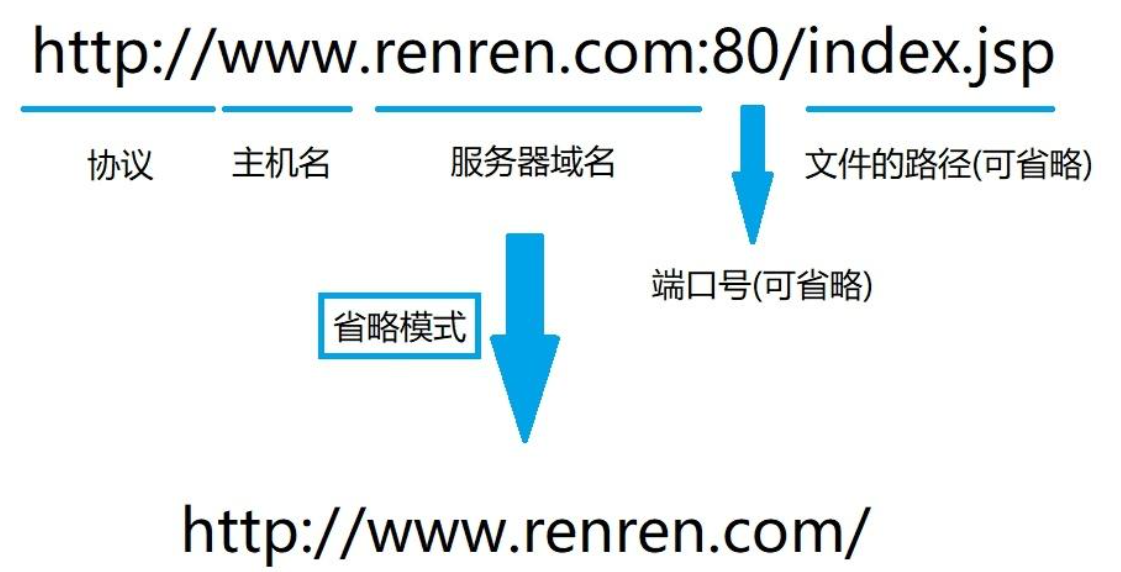 http://www.renren.com:80/index.jsp
协议 主机名 服务器域名 文件的路径(可省略)
端口号(可省略)
省略模式
http://www.renren.com/